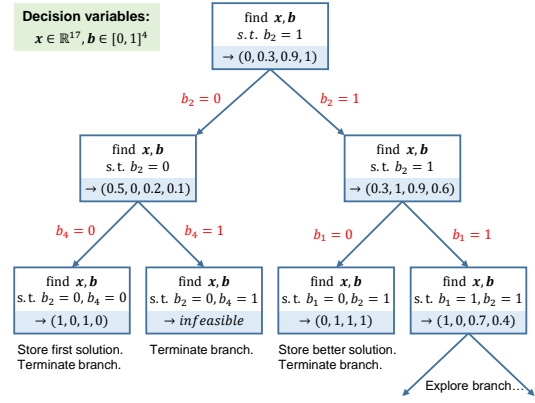 Decision variables:
x ∈ ℝ¹⁷, b ∈ [0, 1]⁴
find x, b
s.t. b₂ = 1
→ (0, 0.3, 0.9, 1)
b₂ = 0
b₂ = 1
find x, b
s.t. b₂ = 0
→ (0.5, 0, 0.2, 0.1)
find x, b
s.t. b₂ = 1
→ (0.3, 1, 0.9, 0.6)
b₄ = 0
b₄ = 1
b₁ = 0
b₁ = 1
find x, b
s.t. b₂ = 0, b₄ = 0
→ (1, 0, 1, 0)
Store first solution.
Terminate branch.
find x, b
s.t. b₂ = 0, b₄ = 1
→ infeasible
Terminate branch.
find x, b
s.t. b₁ = 0, b₂ = 1
→ (0, 1, 1, 1)
Store better solution.
Terminate branch.
find x, b
s.t. b₁ = 1, b₂ = 1
→ (1, 0, 0.7, 0.4)
Explore branch…